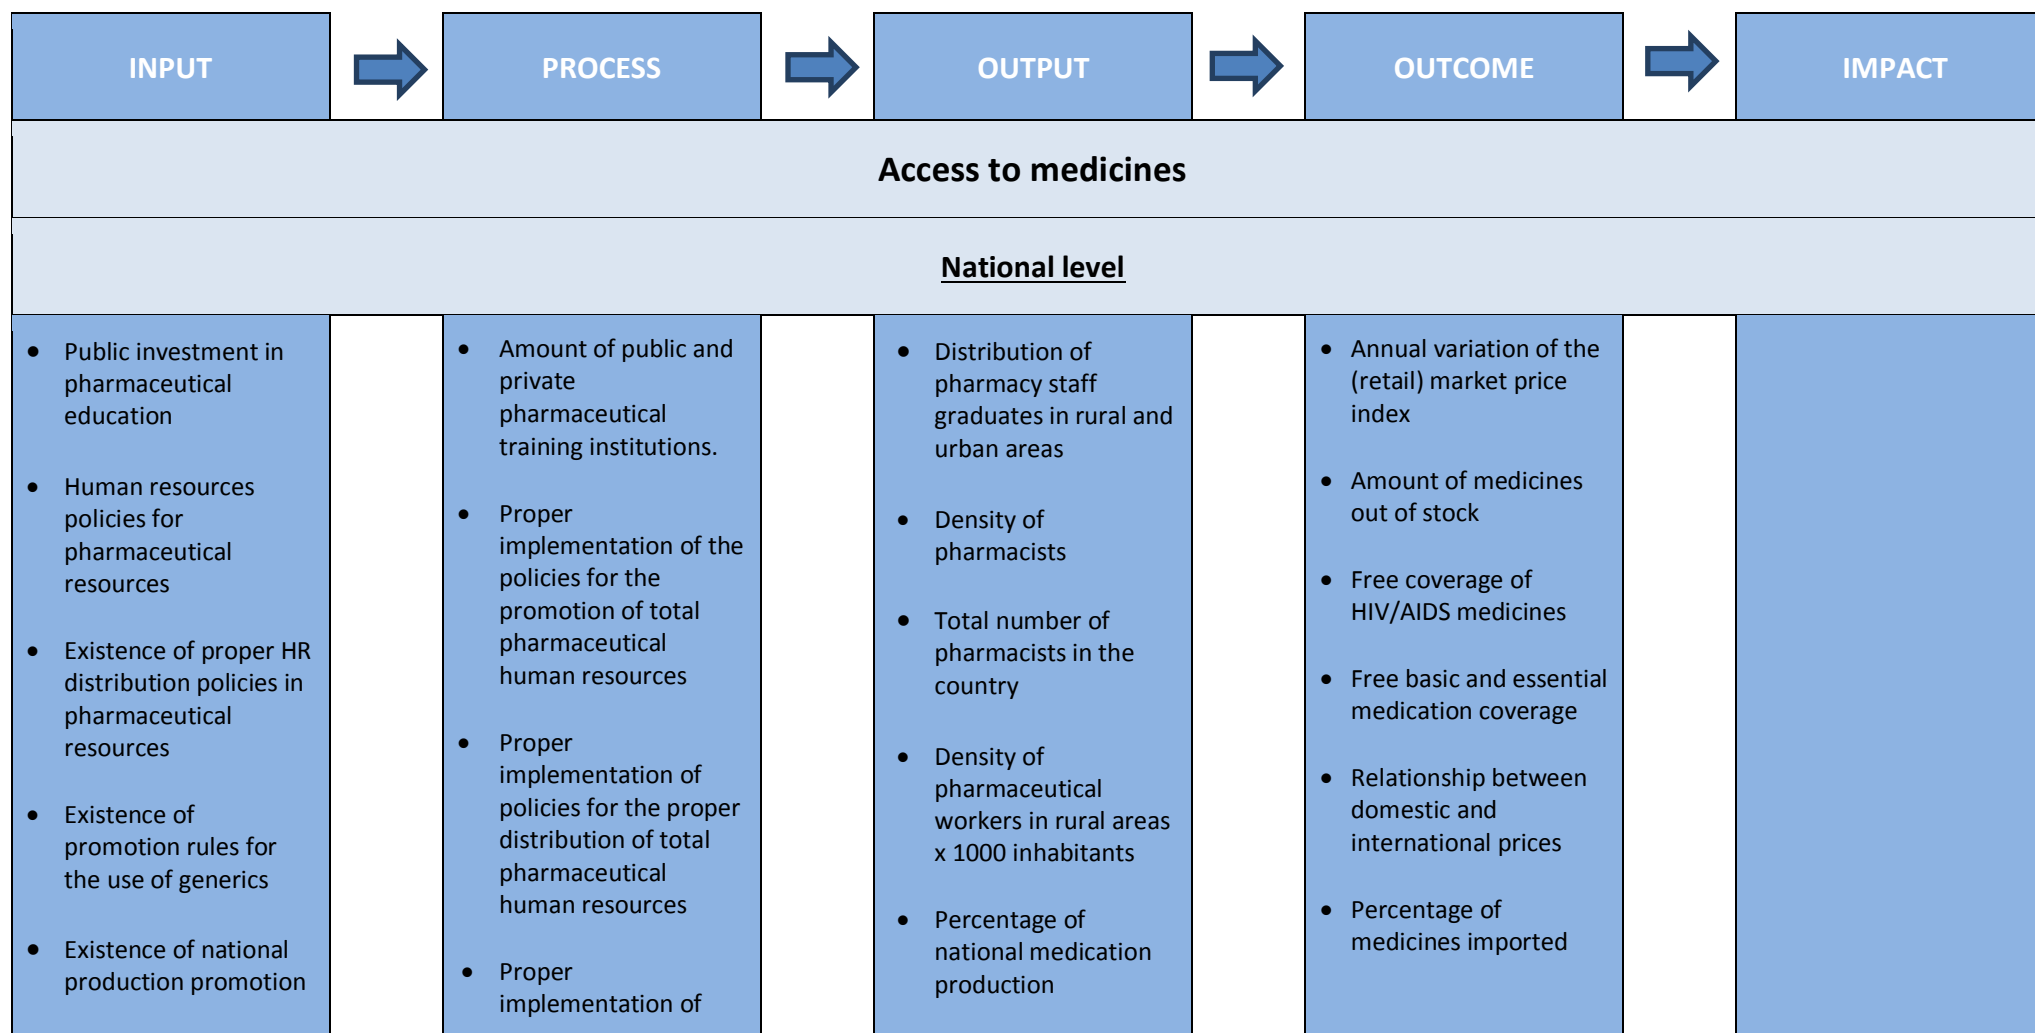 INPUT
PROCESS
OUTPUT
OUTCOME
IMPACT
Access to medicines
National level
• Public investment in
pharmaceutical
education
• Human resources
policies for
pharmaceutical
resources
• Existence of proper HR
distribution policies in
pharmaceutical
resources
• Existence of
promotion rules for
the use of generics
• Existence of national
production promotion
• Amount of public and
private
pharmaceutical
training institutions.
• Proper
implementation of the
policies for the
promotion of total
pharmaceutical
human resources
• Proper
implementation of
policies for the proper
distribution of total
pharmaceutical
human resources
• Proper
implementation of
• Distribution of
pharmacy staff
graduates in rural and
urban areas
• Density of
pharmacists
• Total number of
pharmacists in the
country
• Density of
pharmaceutical
workers in rural areas
x 1000 inhabitants
• Percentage of
national medication
production
• Annual variation of the
(retail) market price
index
• Amount of medicines
out of stock
• Free coverage of
HIV/AIDS medicines
• Free basic and essential
medication coverage
• Relationship between
domestic and
international prices
• Percentage of
medicines imported